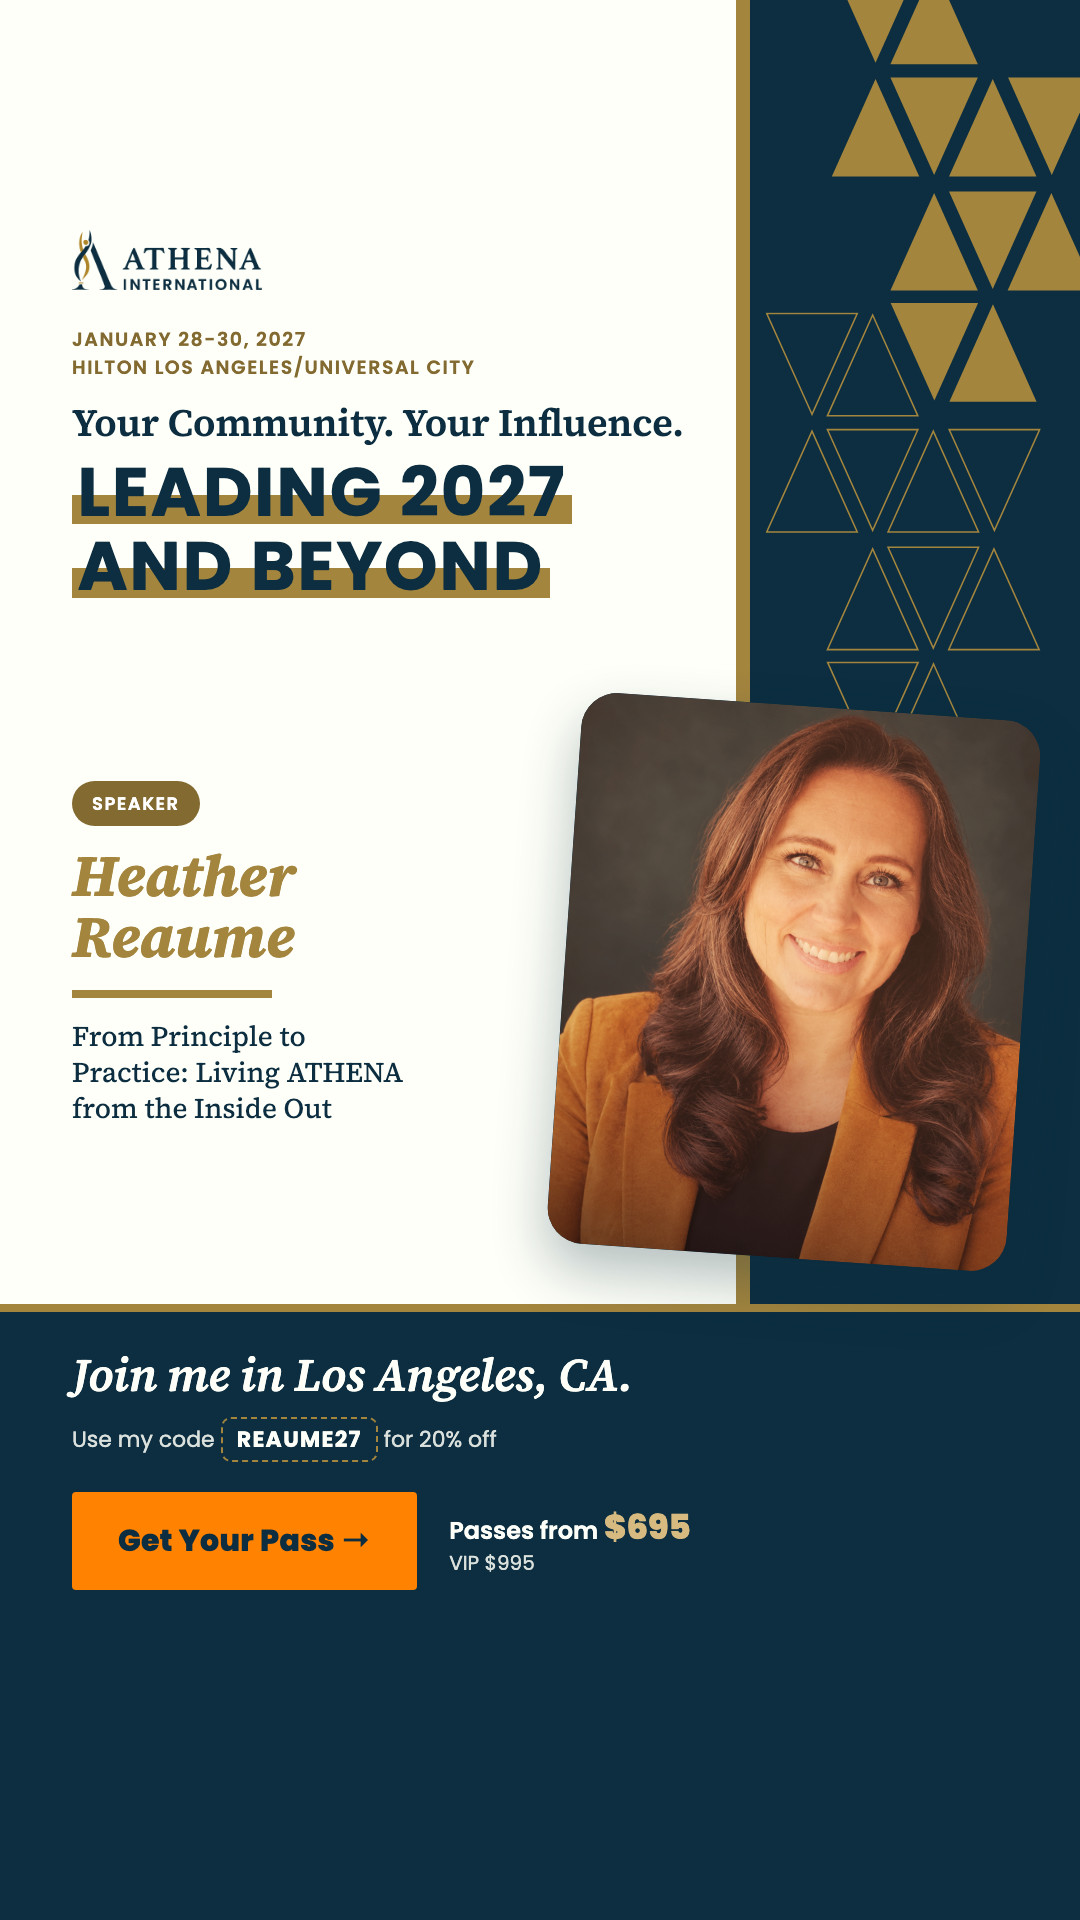 ATHENA
INTERNATIONAL
JANUARY 28-30, 2027
HILTON LOS ANGELES/UNIVERSAL CITY
Your Community. Your Influence.
LEADING 2027
AND BEYOND
SPEAKER
Heather
Reaume
From Principle to
Practice: Living ATHENA
from the Inside Out
Join me in Los Angeles, CA.
Use my code REAUME27 for 20% off
Get Your Pass →
Passes from $695
VIP $995